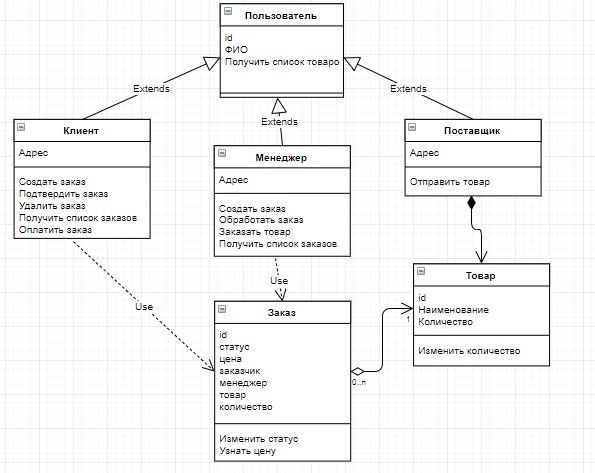 Пользователь
id
ФИО
Получить список товаро
Extends
Extends
Extends
Клиент
Адрес
Создать заказ
Подтвердить заказ
Удалить заказ
Получить список заказов
Оплатить заказ
Менеджер
Адрес
Создать заказ
Обработать заказ
Заказать товар
Получить список заказов
Поставщик
Адрес
Отправить товар
Use
Use
Товар
id
Наименование
Количество
Изменить количество
1
0..n
Заказ
id
статус
цена
заказчик
менеджер
товар
количество
Изменить статус
Узнать цену